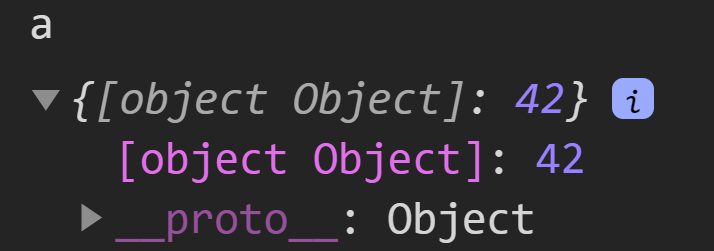 a
{[object Object]: 42} i
[object Object]: 42
__proto__: Object